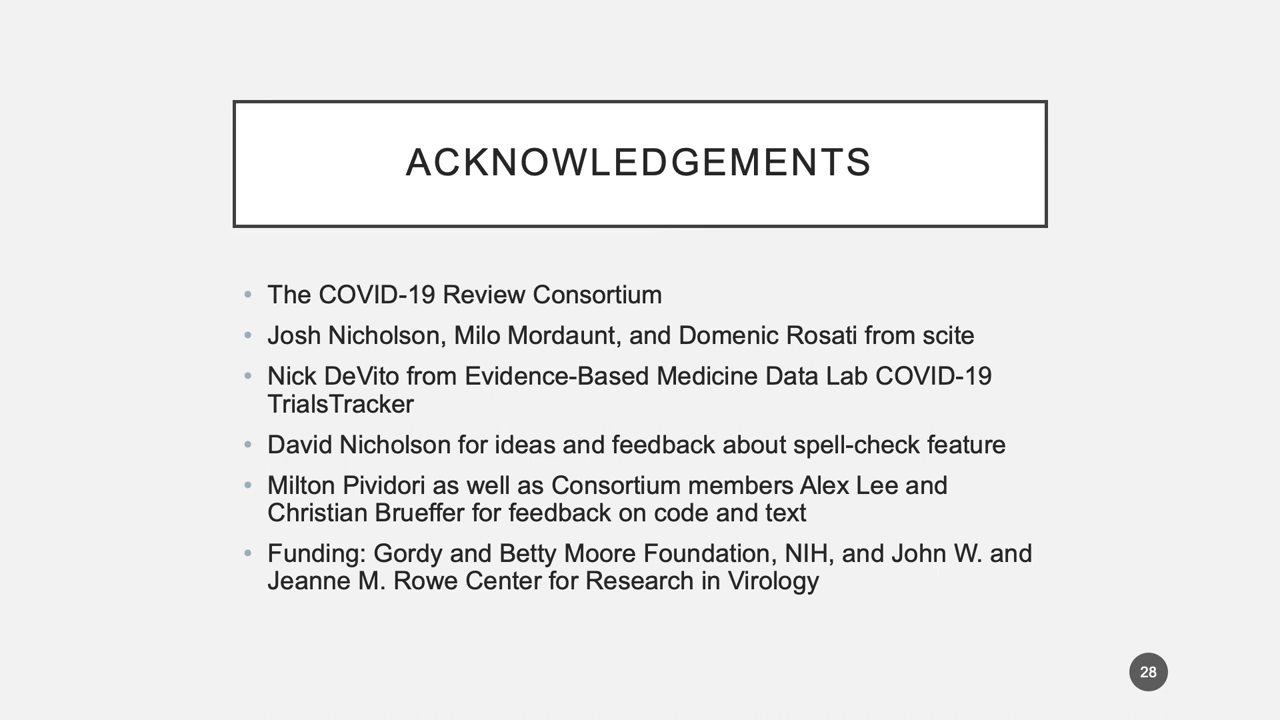 ACKNOWLEDGEMENTS
• The COVID-19 Review Consortium
• Josh Nicholson, Milo Mordaunt, and Domenic Rosati from scite
• Nick DeVito from Evidence-Based Medicine Data Lab COVID-19
TrialsTracker
• David Nicholson for ideas and feedback about spell-check feature
• Milton Pividori as well as Consortium members Alex Lee and
Christian Brueffer for feedback on code and text
• Funding: Gordy and Betty Moore Foundation, NIH, and John W. and
Jeanne M. Rowe Center for Research in Virology
28